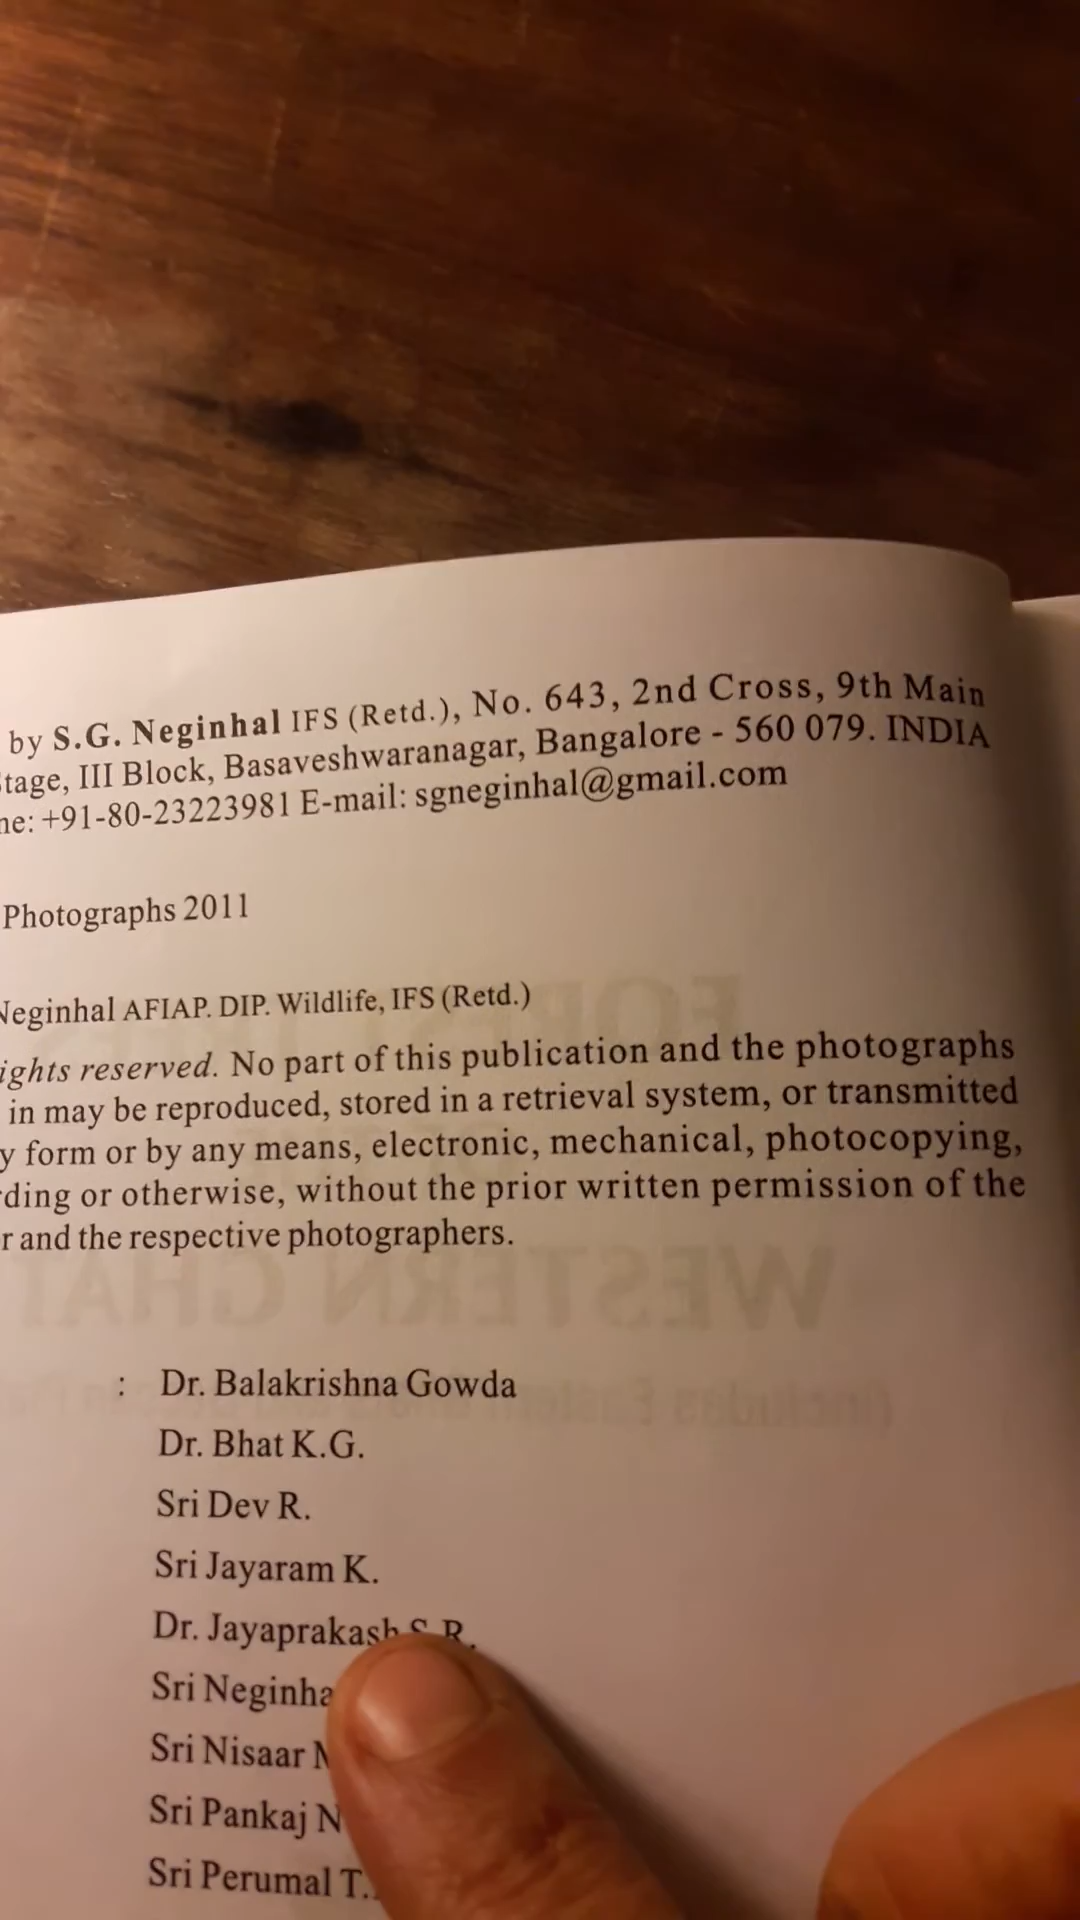 by S.G. Neginhal IFS (Retd.), No. 643, 2nd Cross, 9th Main
tage, III Block, Basaveshwaranagar, Bangalore - 560 079. INDIA
ne: +91-80-23223981 E-mail: sgneginhal@gmail.com
Photographs 2011
Neginhal AFIAP. DIP. Wildlife, IFS (Retd.)
ights reserved. No part of this publication and the photographs
in may be reproduced, stored in a retrieval system, or transmitted
y form or by any means, electronic, mechanical, photocopying,
ding or otherwise, without the prior written permission of the
r and the respective photographers.
WESTERN GHAT
: Dr. Balakrishna Gowda
Dr. Bhat K.G.
Sri Dev R.
Sri Jayaram K.
Dr. Jayaprakash S.R.
Sri Neginha
Sri Nisaar
Sri Pankaj N
Sri Perumal T.